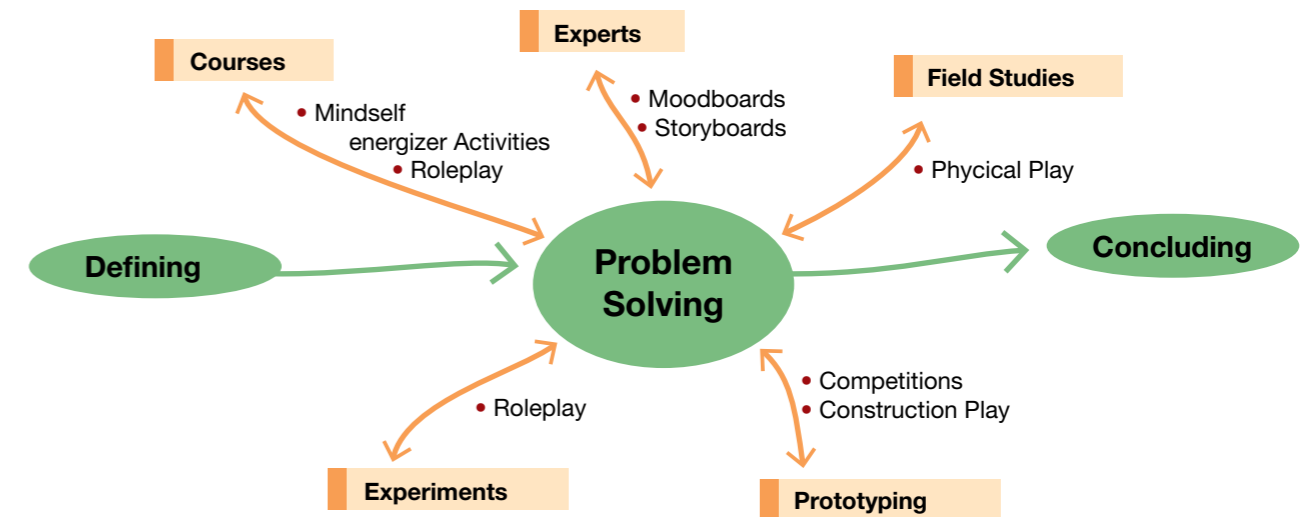 Courses
• Mindself
energizer Activities
• Roleplay
Experts
• Moodboards
• Storyboards
Field Studies
• Phycical Play
Defining
Problem
Solving
Concluding
• Roleplay
Experiments
• Competitions
• Construction Play
Prototyping